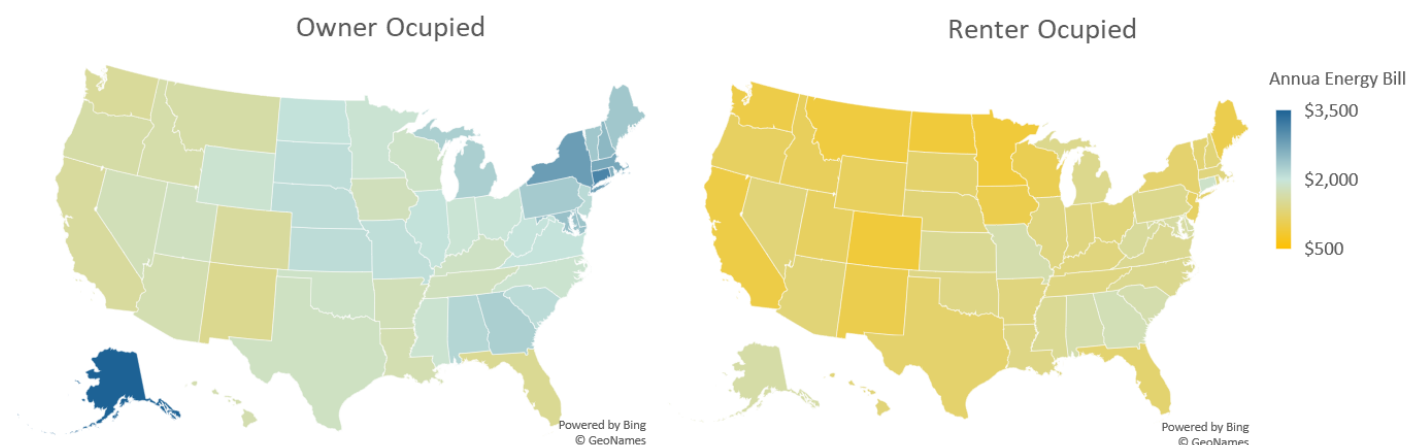 Owner Ocupied
Renter Ocupied
Annua Energy Bill
$3,500
$2,000
$500
Powered by Bing
© GeoNames
Powered by Bing
© GeoNames